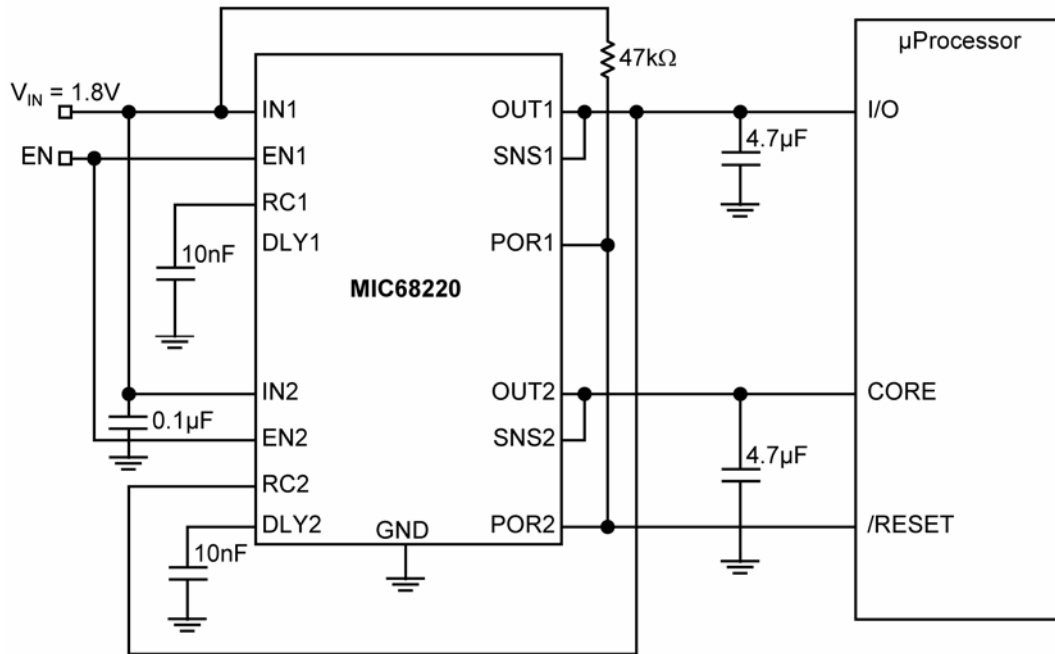 µProcessor
47kΩ
V_IN = 1.8V
IN1
OUT1
I/O
EN
EN1
SNS1
4.7µF
RC1
DLY1
10nF
POR1
MIC68220
IN2
OUT2
CORE
0.1µF
EN2
SNS2
4.7µF
RC2
DLY2
GND
POR2
/RESET
10nF